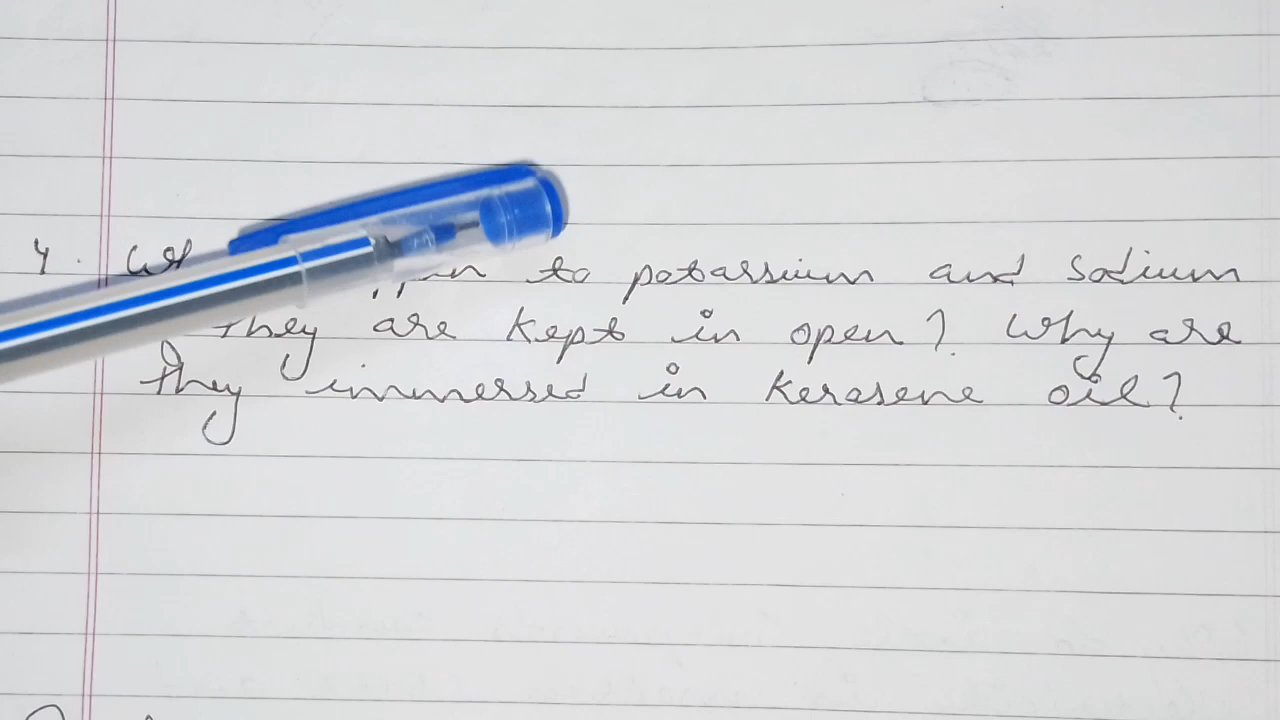 4. to potassium and sodium
they are kept in open? Why are
they immersed in kerosene oil?